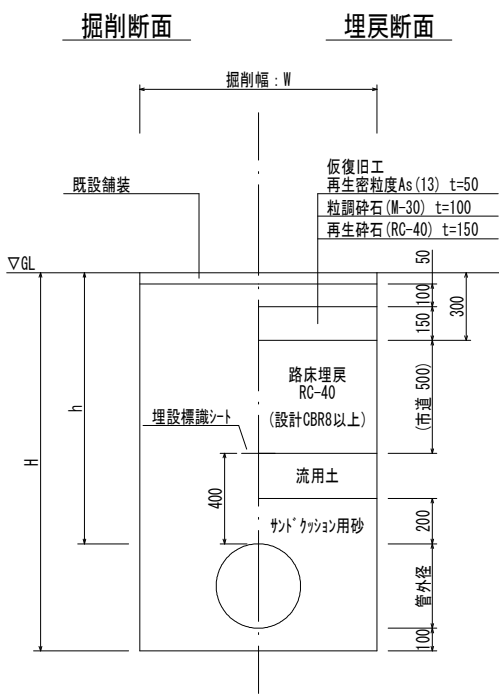 掘削断面
埋戻断面
掘削幅：W
仮復旧工
再生密粒度As(13) t=50
既設舗装
粒調砕石(M-30) t=100
再生砕石(RC-40) t=150
▽GL
50
100
150
300
路床埋戻
RC-40
(設計CBR8以上)
(市道 500)
埋設標識ｼｰﾄ
h
H
400
流用土
ｻﾝﾄﾞｸｯｼｮﾝ用砂
200
管外径
100